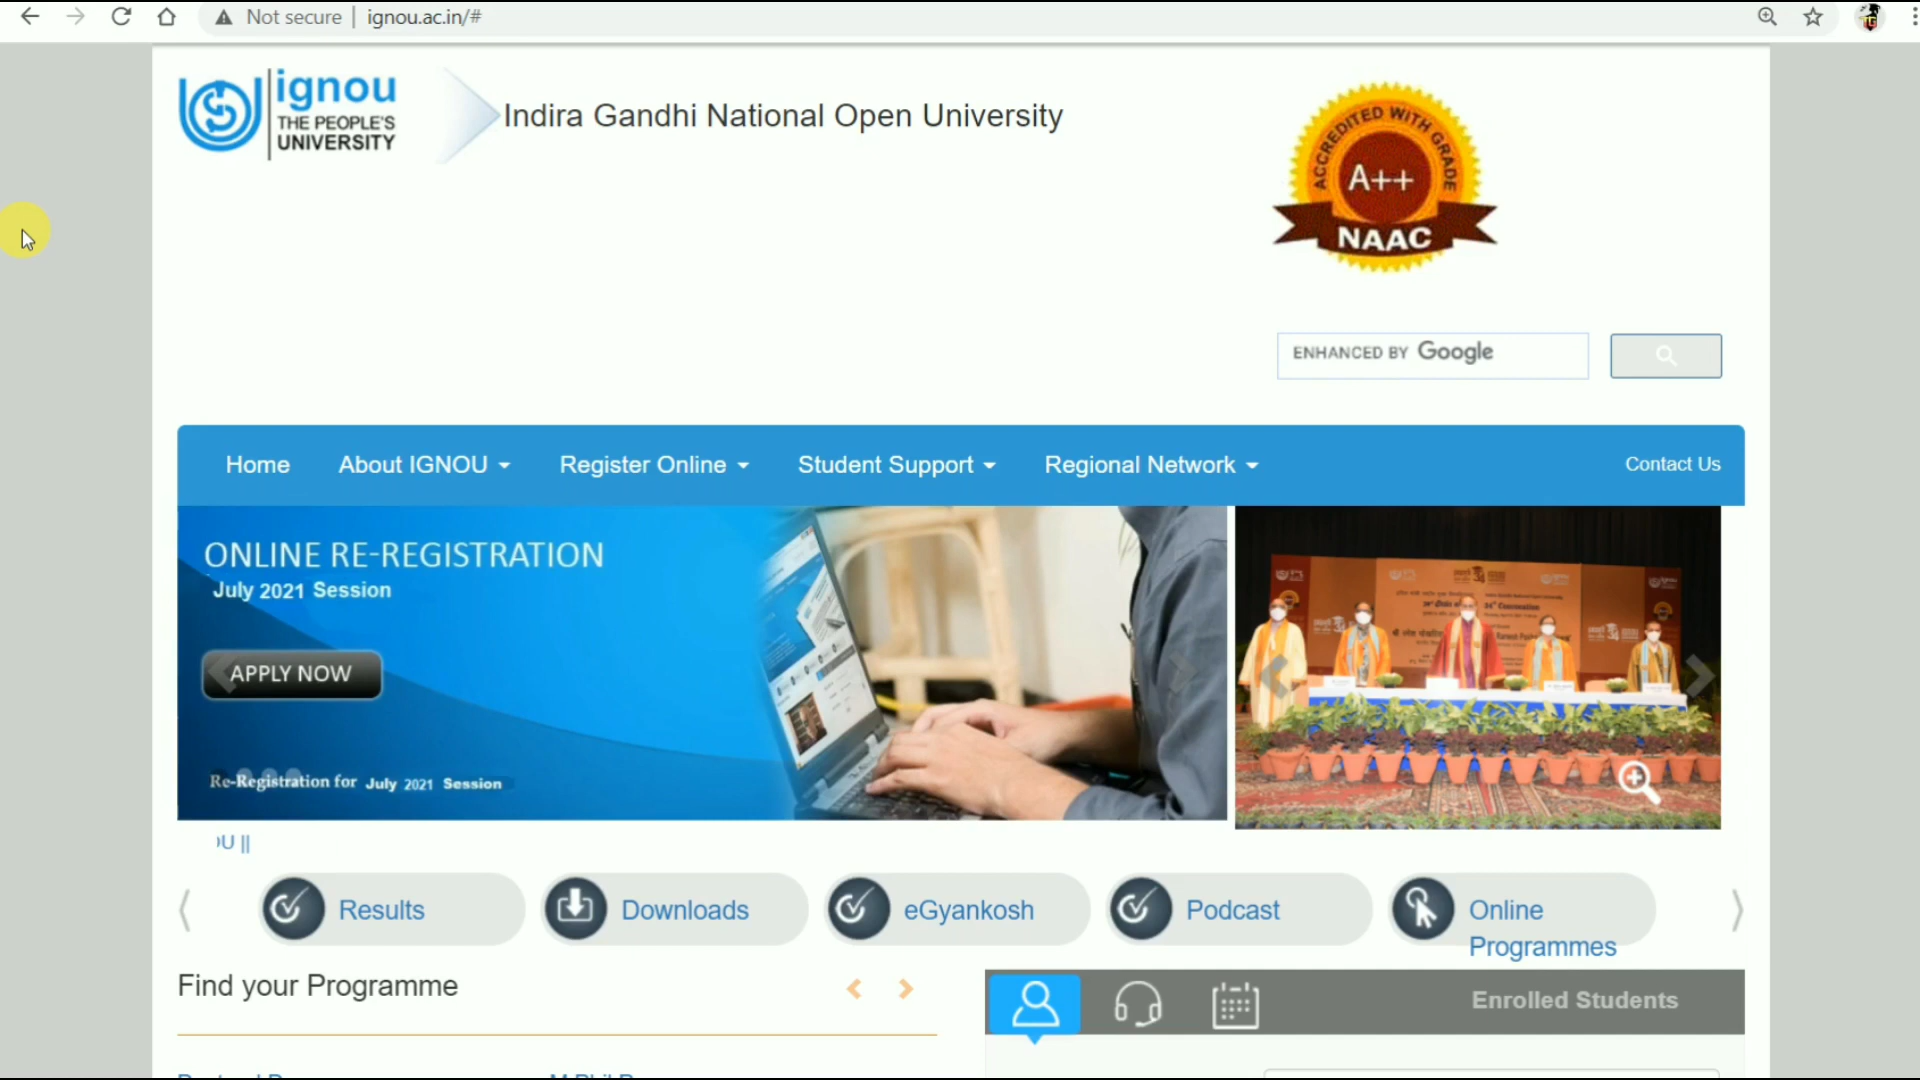 Not secure | ignou.ac.in/#
ignou
THE PEOPLE'S
UNIVERSITY
Indira Gandhi National Open University
ACCREDITED WITH GRADE
A++
NAAC
ENHANCED BY Google
Home
About IGNOU
Register Online
Student Support
Regional Network
Contact Us
ONLINE RE-REGISTRATION
July 2021 Session
APPLY NOW
Re-Registration for July 2021 Session
U ||
Results
Downloads
eGyankosh
Podcast
Online
Programmes
Find your Programme
Enrolled Students